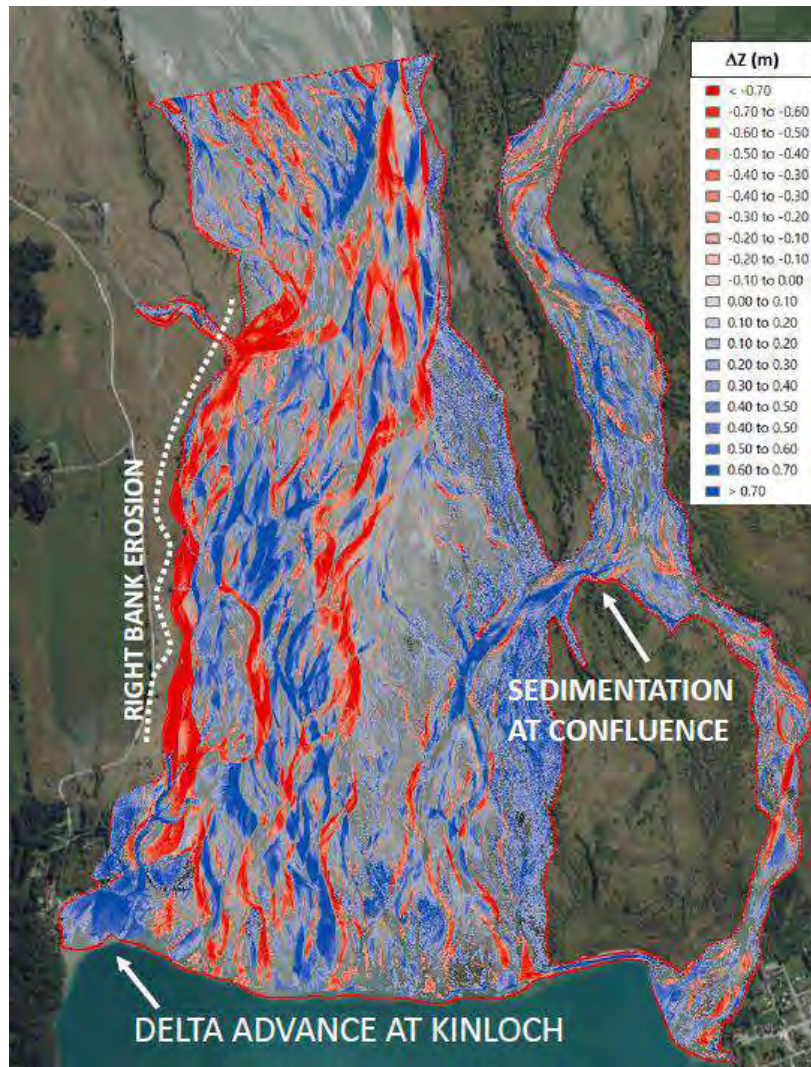 ΔZ (m)
< -0.70
-0.70 to -0.60
-0.60 to -0.50
-0.50 to -0.40
-0.40 to -0.30
-0.40 to -0.30
-0.30 to -0.20
-0.20 to -0.10
-0.20 to -0.10
-0.10 to 0.00
0.00 to 0.10
0.10 to 0.20
0.10 to 0.20
0.20 to 0.30
0.30 to 0.40
0.40 to 0.50
0.40 to 0.50
0.50 to 0.60
0.60 to 0.70
> 0.70
RIGHT BANK EROSION
SEDIMENTATION
AT CONFLUENCE
DELTA ADVANCE AT KINLOCH